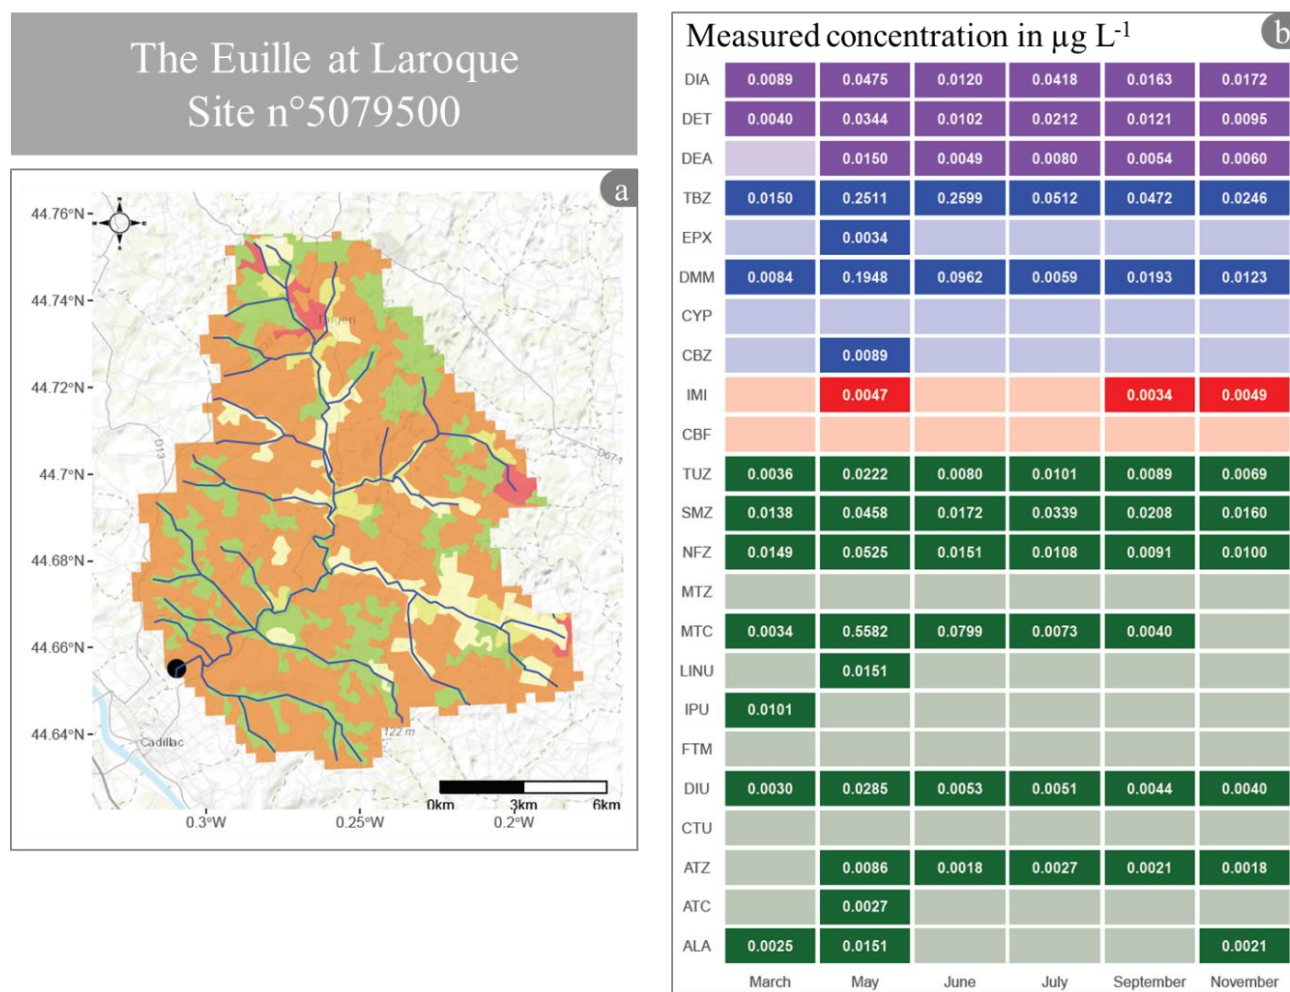 The Euille at Laroque
Site n°5079500
a
44.76°N
44.74°N
44.72°N
44.7°N
44.68°N
44.66°N
44.64°N
Targon
D13
D671
Cadillac
122 m
0km 3km 6km
0.3°W 0.25°W 0.2°W
Measured concentration in µg L-1
b
DIA 0.0089 0.0475 0.0120 0.0418 0.0163 0.0172
DET 0.0040 0.0344 0.0102 0.0212 0.0121 0.0095
DEA 0.0150 0.0049 0.0080 0.0054 0.0060
TBZ 0.0150 0.2511 0.2599 0.0512 0.0472 0.0246
EPX 0.0034
DMM 0.0084 0.1948 0.0962 0.0059 0.0193 0.0123
CYP
CBZ 0.0089
IMI 0.0047 0.0034 0.0049
CBF
TUZ 0.0036 0.0222 0.0080 0.0101 0.0089 0.0069
SMZ 0.0138 0.0458 0.0172 0.0339 0.0208 0.0160
NFZ 0.0149 0.0525 0.0151 0.0108 0.0091 0.0100
MTZ
MTC 0.0034 0.5582 0.0799 0.0073 0.0040
LINU 0.0151
IPU 0.0101
FTM
DIU 0.0030 0.0285 0.0053 0.0051 0.0044 0.0040
CTU
ATZ 0.0086 0.0018 0.0027 0.0021 0.0018
ATC 0.0027
ALA 0.0025 0.0151 0.0021
March May June July September November